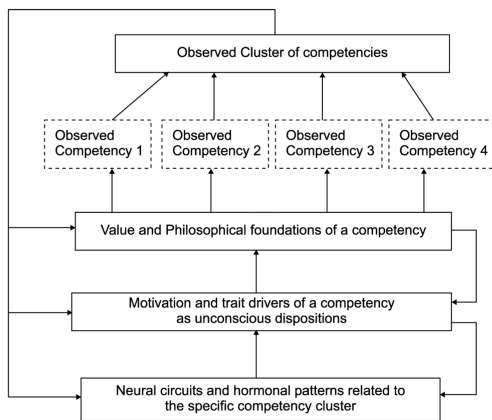 Observed Cluster of competencies
Observed
Competency 1
Observed
Competency 2
Observed
Competency 3
Observed
Competency 4
Value and Philosophical foundations of a competency
Motivation and trait drivers of a competency
as unconscious dispositions
Neural circuits and hormonal patterns related to
the specific competency cluster